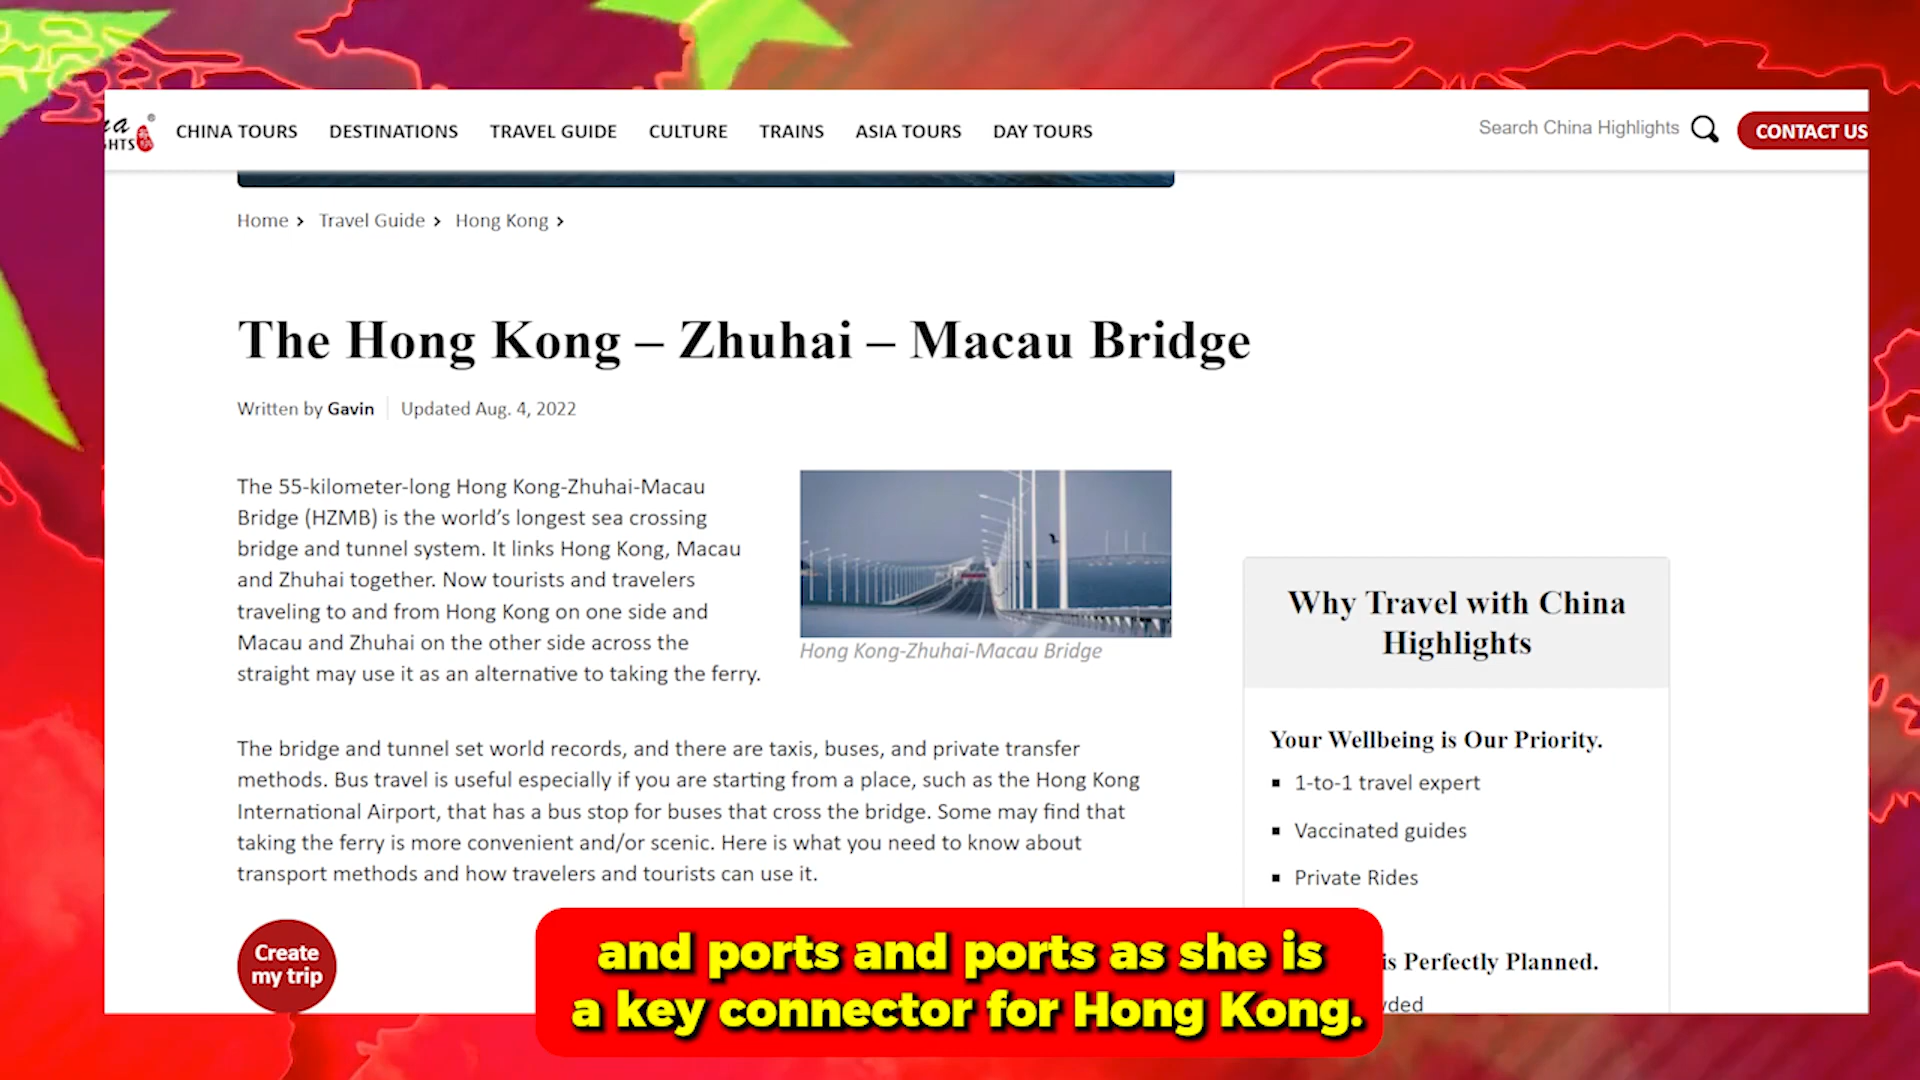 CHINA TOURS DESTINATIONS TRAVEL GUIDE CULTURE TRAINS ASIA TOURS DAY TOURS Search China Highlights CONTACT US
Home > Travel Guide > Hong Kong >
The Hong Kong – Zhuhai – Macau Bridge
Written by Gavin Updated Aug. 4, 2022
The 55-kilometer-long Hong Kong-Zhuhai-Macau
Bridge (HZMB) is the world's longest sea crossing
bridge and tunnel system. It links Hong Kong, Macau
and Zhuhai together. Now tourists and travelers
traveling to and from Hong Kong on one side and
Macau and Zhuhai on the other side across the
straight may use it as an alternative to taking the ferry.
Hong Kong-Zhuhai-Macau Bridge
The bridge and tunnel set world records, and there are taxis, buses, and private transfer
methods. Bus travel is useful especially if you are starting from a place, such as the Hong Kong
International Airport, that has a bus stop for buses that cross the bridge. Some may find that
taking the ferry is more convenient and/or scenic. Here is what you need to know about
transport methods and how travelers and tourists can use it.
Why Travel with China
Highlights
Your Wellbeing is Our Priority.
▪ 1-to-1 travel expert
▪ Vaccinated guides
▪ Private Rides
is Perfectly Planned.
Create
my trip
and ports and ports as she is
a key connector for Hong Kong.